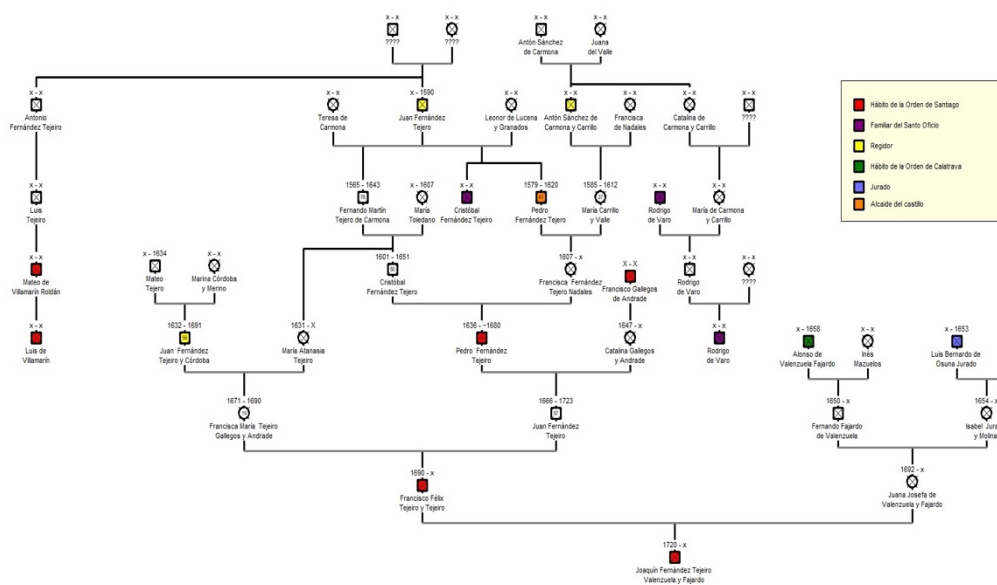 x - x
x - x
x - x
x - x
????
????
Antón Sánchez
de Carmona
Juana
del Valle
x - x
x - x
x - 1590
x - x
x - x
x - x
x - x
x - x
Antonio
Fernández Tejeiro
Teresa de
Carmona
Juan Fernández
Tejero
Leonor de Lucena
y Granados
Antón Sánchez de
Carmona y Carrillo
Francisca
de Nadales
Catalina de
Carmona y Carrillo
????
Hábito de la Orden de Santiago
Familiar del Santo Oficio
Regidor
Hábito de la Orden de Calatrava
Jurado
Alcaide del castillo
x - x
1565 - 1643
x - 1607
x - x
1579 - 1620
1585 - 1612
x - x
x - x
Luis
Tejeiro
Fernando Martín
Tejero de Carmona
María
Toledano
Cristóbal
Fernández Tejeiro
Pedro
Fernández Tejero
María Carrillo y
Valle
Rodrigo
de Varo
María de Carmona
y Carrillo
x - x
x - 1634
x - x
1601 - 1651
1607 - x
X - X
x - x
x - x
Mateo de
Villamarín Roldán
Mateo
Tejero
Marina Córdoba
y Merino
Cristóbal
Fernández Tejero
Francisca Fernández
Tejero Nadales
Francisco Gallegos
de Andrade
Rodrigo
de Varo
????
x - x
1632 - 1691
1631 - X
1636 - ~1680
1647 - x
x - x
x - 1658
x - x
x - 1653
Luis de
Villamarín
Juan Fernández
Tejeiro y Córdoba
María Atanasia
Tejeiro
Pedro Fernández
Tejeiro
Catalina Gallegos
y Andrade
Rodrigo
de Varo
Alonso de
Valenzuela Fajardo
Inés
Mazuelos
Luis Bernardo de
Osuna Jurado
1671 - 1690
1666 - 1723
1650 - x
1654 - x
Francisca María Tejeiro
Gallegos y Andrade
Juan Fernández
Tejeiro
Fernando Fajardo
de Valenzuela
Isabel Jura
y Molina
1690 - x
1692 - x
Francisco Félix
Tejeiro y Tejeiro
Juana Josefa de
Valenzuela y Fajardo
1720 - x
Joaquín Fernández Tejeiro
Valenzuela y Fajardo